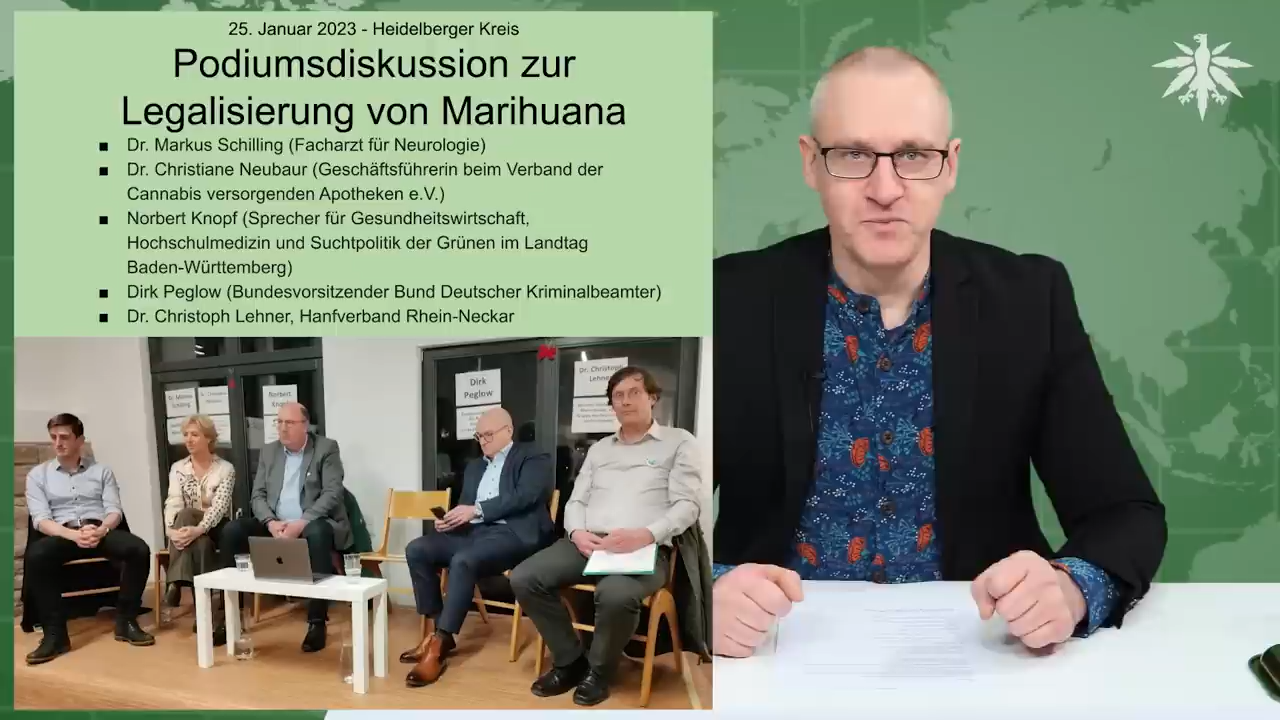 25. Januar 2023 - Heidelberger Kreis
Podiumsdiskussion zur
Legalisierung von Marihuana
■ Dr. Markus Schilling (Facharzt für Neurologie)
■ Dr. Christiane Neubaur (Geschäftsführerin beim Verband der
Cannabis versorgenden Apotheken e.V.)
■ Norbert Knopf (Sprecher für Gesundheitswirtschaft,
Hochschulmedizin und Suchtpolitik der Grünen im Landtag
Baden-Württemberg)
■ Dirk Peglow (Bundesvorsitzender Bund Deutscher Kriminalbeamter)
■ Dr. Christoph Lehner, Hanfverband Rhein-Neckar
Schilling
Norbert
Dirk
Peglow
Dr. Christoph
Lehner